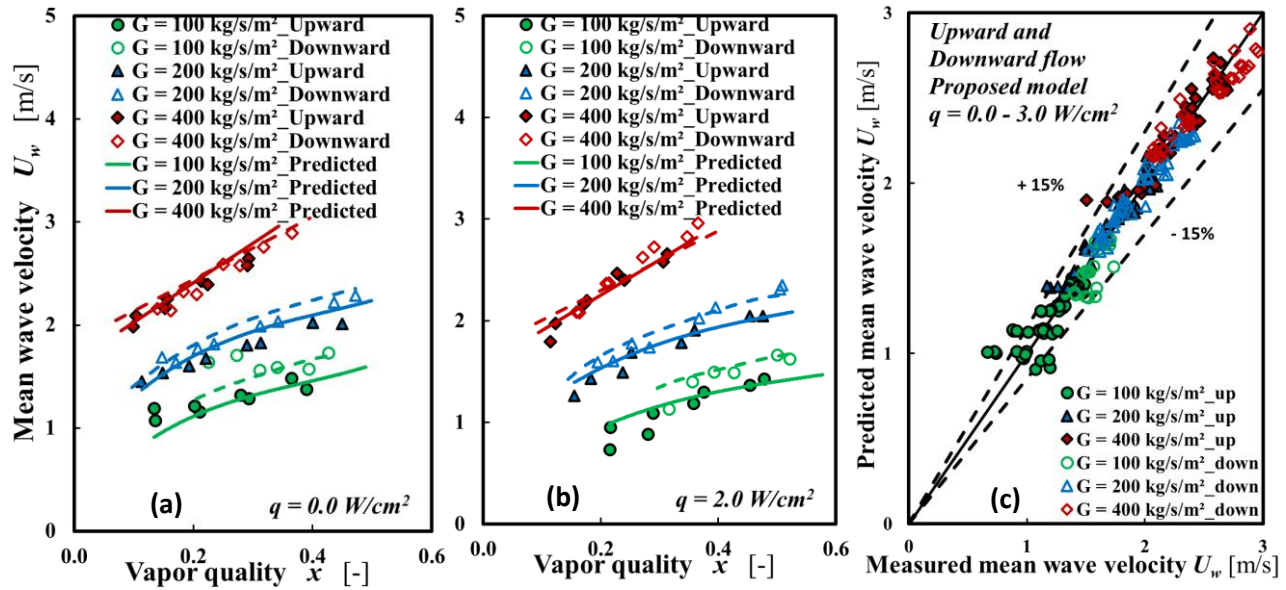 Mean wave velocity U_w [m/s]
5
4
3
2
1
0
G = 100 kg/s/m²_Upward
G = 100 kg/s/m²_Downward
G = 200 kg/s/m²_Upward
G = 200 kg/s/m²_Downward
G = 400 kg/s/m²_Upward
G = 400 kg/s/m²_Downward
G = 100 kg/s/m²_Predicted
G = 200 kg/s/m²_Predicted
G = 400 kg/s/m²_Predicted
(a)
q = 0.0 W/cm²
0.0 0.2 0.4 0.6
Vapor quality x [-]
5
4
3
2
1
0
G = 100 kg/s/m²_Upward
G = 100 kg/s/m²_Downward
G = 200 kg/s/m²_Upward
G = 200 kg/s/m²_Downward
G = 400 kg/s/m²_Upward
G = 400 kg/s/m²_Downward
G = 100 kg/s/m²_Predicted
G = 200 kg/s/m²_Predicted
G = 400 kg/s/m²_Predicted
(b)
q = 2.0 W/cm²
0.0 0.2 0.4 0.6
Vapor quality x [-]
Predicted mean wave velocity U_w [m/s]
3
2
1
0
Upward and
Downward flow
Proposed model
q = 0.0 - 3.0 W/cm²
+ 15%
- 15%
G = 100 kg/s/m²_up
G = 200 kg/s/m²_up
G = 400 kg/s/m²_up
G = 100 kg/s/m²_down
G = 200 kg/s/m²_down
G = 400 kg/s/m²_down
(c)
0 1 2 3
Measured mean wave velocity U_w [m/s]